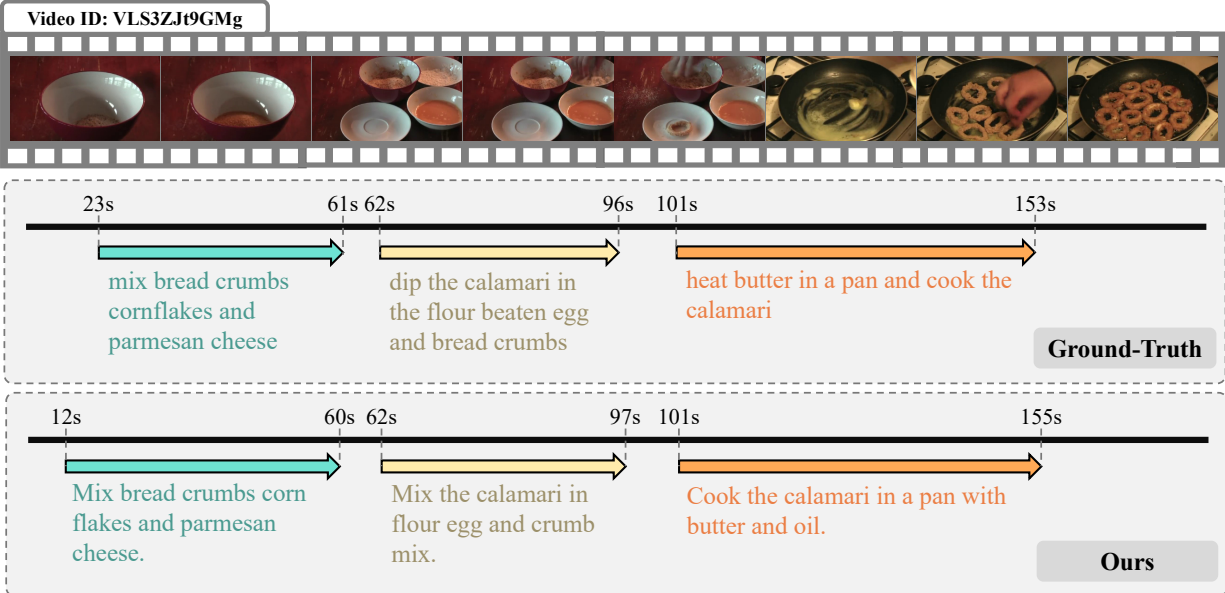 Video ID: VLS3ZJt9GMg
23s 61s 62s 96s 101s 153s
mix bread crumbs
cornflakes and
parmesan cheese
dip the calamari in
the flour beaten egg
and bread crumbs
heat butter in a pan and cook the
calamari
Ground-Truth
12s 60s 62s 97s 101s 155s
Mix bread crumbs corn
flakes and parmesan
cheese.
Mix the calamari in
flour egg and crumb
mix.
Cook the calamari in a pan with
butter and oil.
Ours